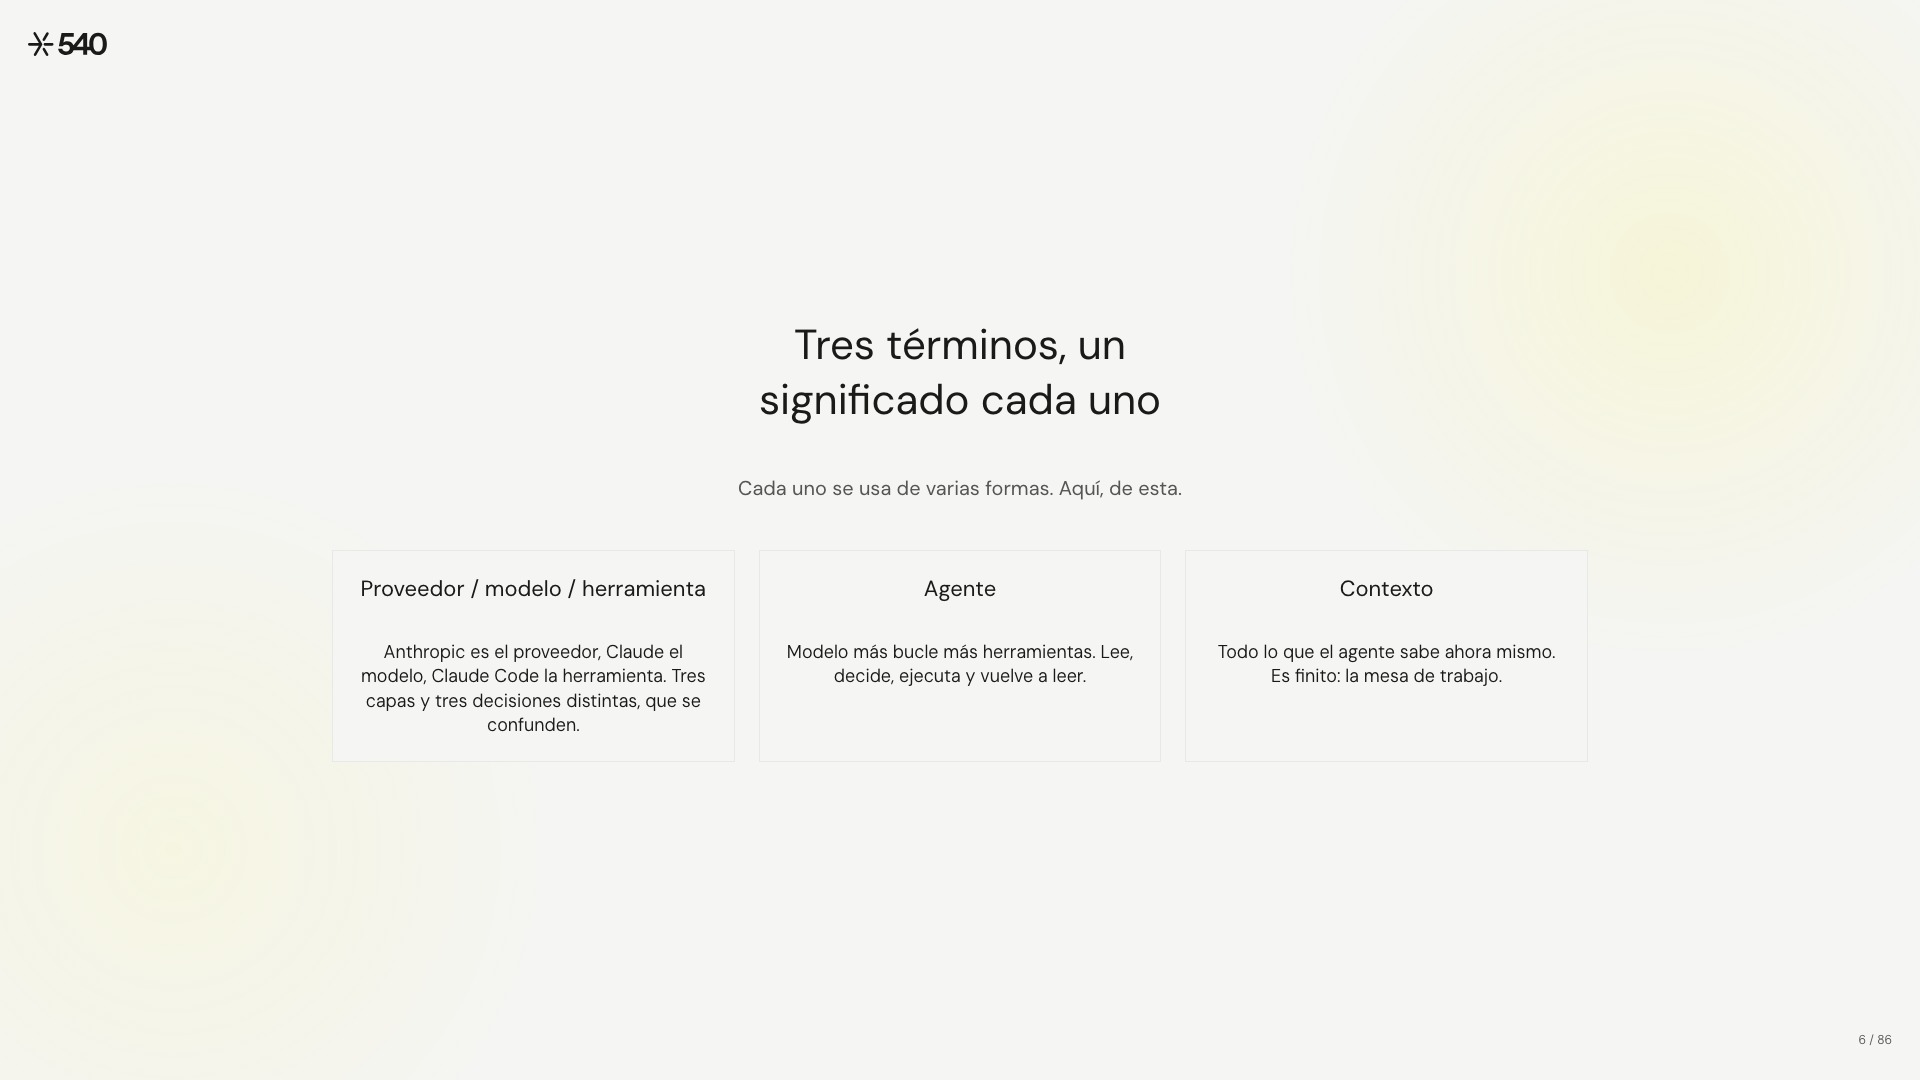 540
Tres términos, un
significado cada uno
Cada uno se usa de varias formas. Aquí, de esta.
Proveedor / modelo / herramienta
Anthropic es el proveedor, Claude el
modelo, Claude Code la herramienta. Tres
capas y tres decisiones distintas, que se
confunden.
Agente
Modelo más bucle más herramientas. Lee,
decide, ejecuta y vuelve a leer.
Contexto
Todo lo que el agente sabe ahora mismo.
Es finito: la mesa de trabajo.
6 / 86